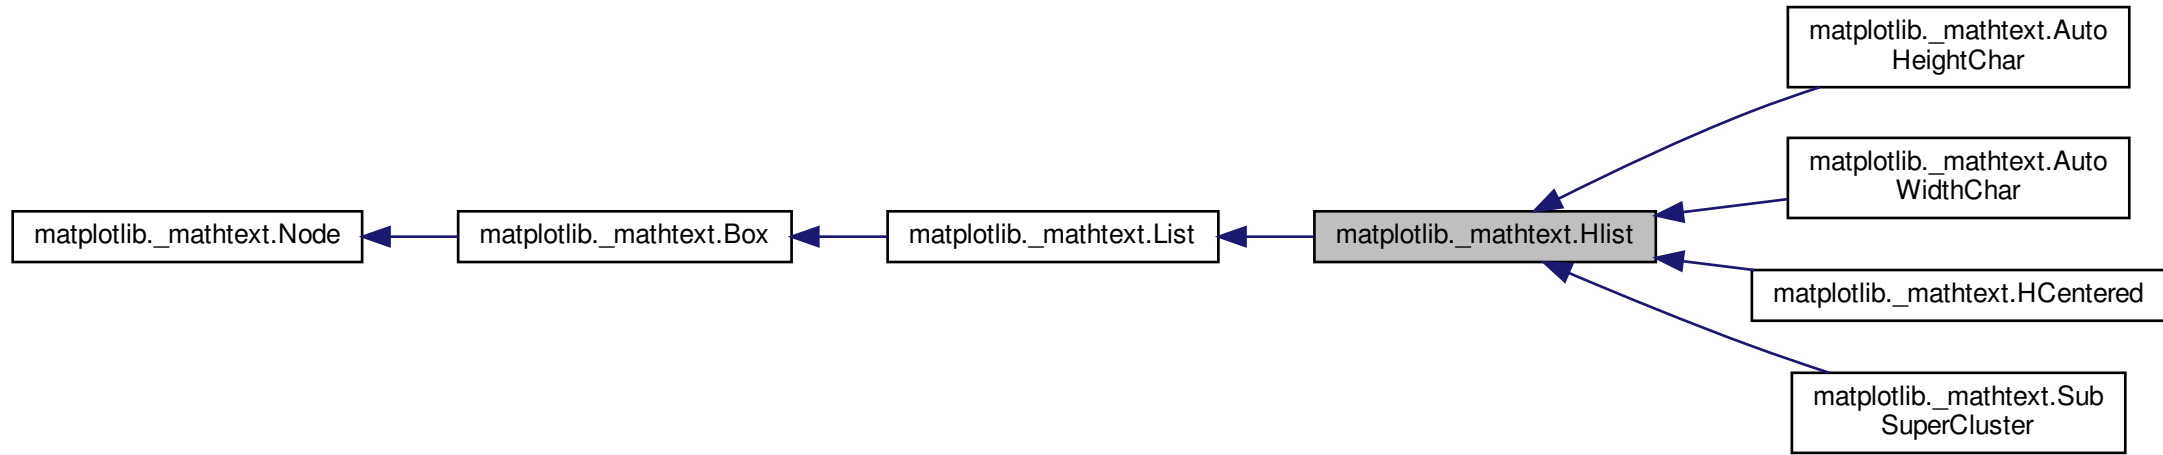 matplotlib._mathtext.Node
matplotlib._mathtext.Box
matplotlib._mathtext.List
matplotlib._mathtext.Hlist
matplotlib._mathtext.Auto
HeightChar
matplotlib._mathtext.Auto
WidthChar
matplotlib._mathtext.HCentered
matplotlib._mathtext.Sub
SuperCluster